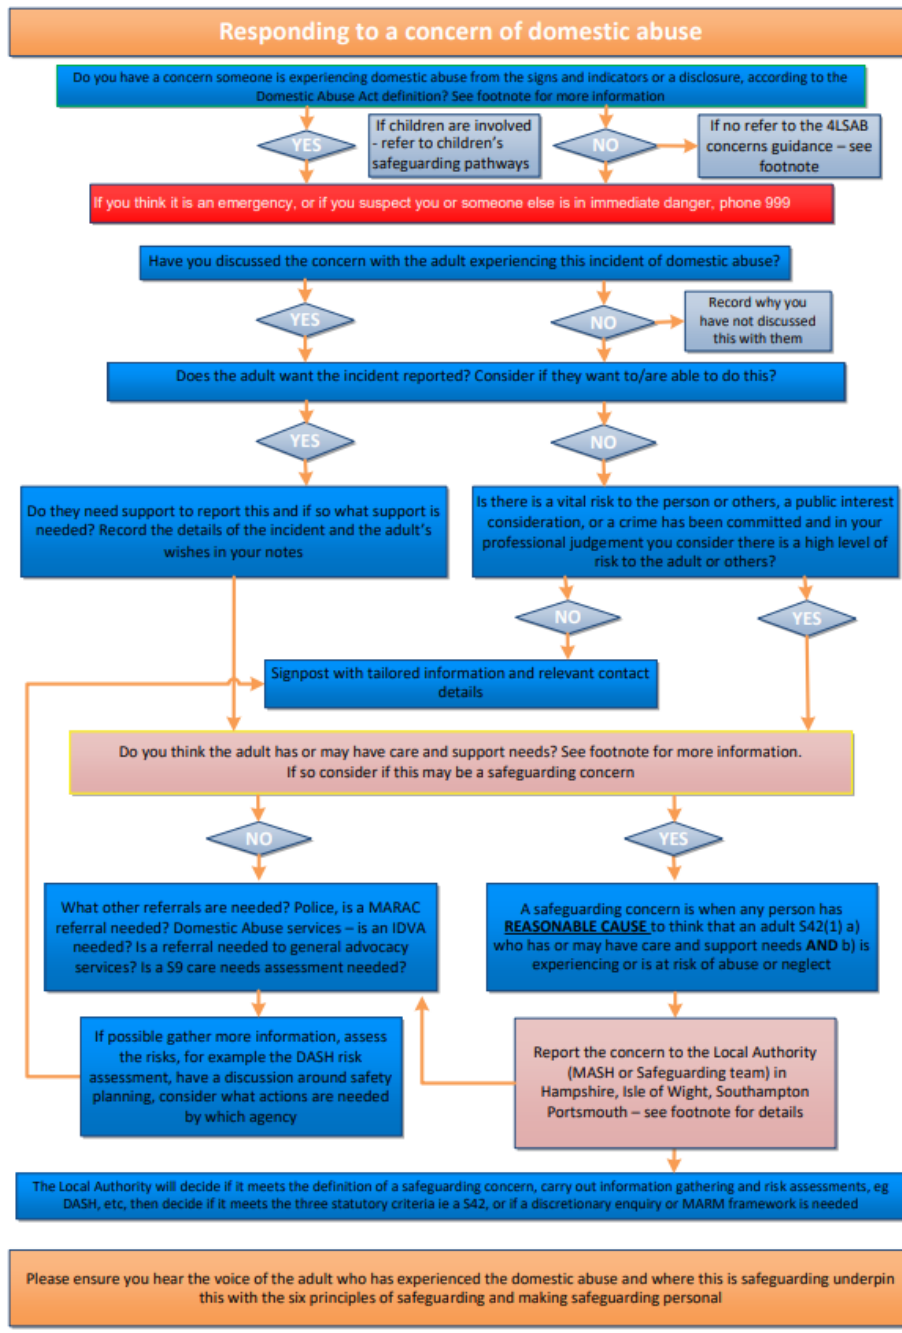 Responding to a concern of domestic abuse
Do you have a concern someone is experiencing domestic abuse from the signs and indicators or a disclosure, according to the
Domestic Abuse Act definition? See footnote for more information
YES
If children are involved
- refer to children's
safeguarding pathways
NO
If no refer to the 4LSAB
concerns guidance – see
footnote
If you think it is an emergency, or if you suspect you or someone else is in immediate danger, phone 999
Have you discussed the concern with the adult experiencing this incident of domestic abuse?
YES
NO
Record why you
have not discussed
this with them
Does the adult want the incident reported? Consider if they want to/are able to do this?
YES
NO
Do they need support to report this and if so what support is
needed? Record the details of the incident and the adult's
wishes in your notes
Is there is a vital risk to the person or others, a public interest
consideration, or a crime has been committed and in your
professional judgement you consider there is a high level of
risk to the adult or others?
NO
YES
Signpost with tailored information and relevant contact
details
Do you think the adult has or may have care and support needs? See footnote for more information.
If so consider if this may be a safeguarding concern
NO
YES
What other referrals are needed? Police, is a MARAC
referral needed? Domestic Abuse services – is an IDVA
needed? Is a referral needed to general advocacy
services? Is a S9 care needs assessment needed?
A safeguarding concern is when any person has
REASONABLE CAUSE to think that an adult S42(1) a)
who has or may have care and support needs AND b) is
experiencing or is at risk of abuse or neglect
If possible gather more information, assess
the risks, for example the DASH risk
assessment, have a discussion around safety
planning, consider what actions are needed
by which agency
Report the concern to the Local Authority
(MASH or Safeguarding team) in
Hampshire, Isle of Wight, Southampton
Portsmouth – see footnote for details
The Local Authority will decide if it meets the definition of a safeguarding concern, carry out information gathering and risk assessments, eg
DASH, etc, then decide if it meets the three statutory criteria ie a S42, or if a discretionary enquiry or MARM framework is needed
Please ensure you hear the voice of the adult who has experienced the domestic abuse and where this is safeguarding underpin
this with the six principles of safeguarding and making safeguarding personal